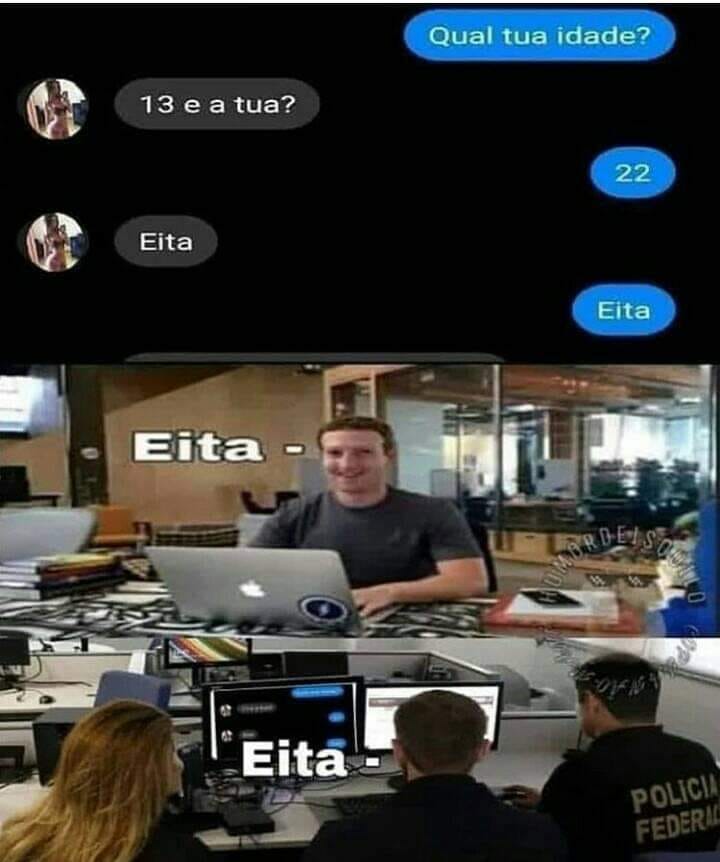 Qual tua idade?
13 e a tua?
22
Eita
Eita
Eita -
Eita -
POLICIA
FEDERAL